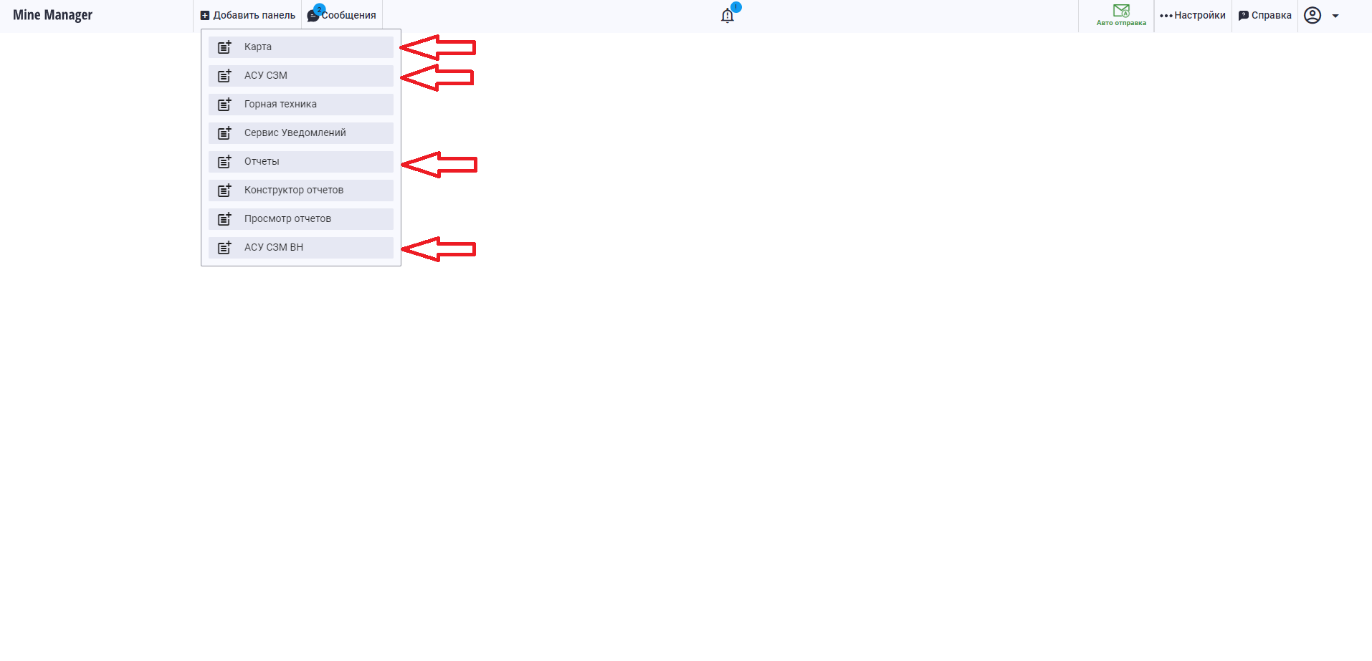 Mine Manager
Добавить панель
2
Сообщения
Авто отправка
Настройки
Справка
Карта
АСУ СЗМ
Горная техника
Сервис Уведомлений
Отчеты
Конструктор отчетов
Просмотр отчетов
АСУ СЗМ ВН